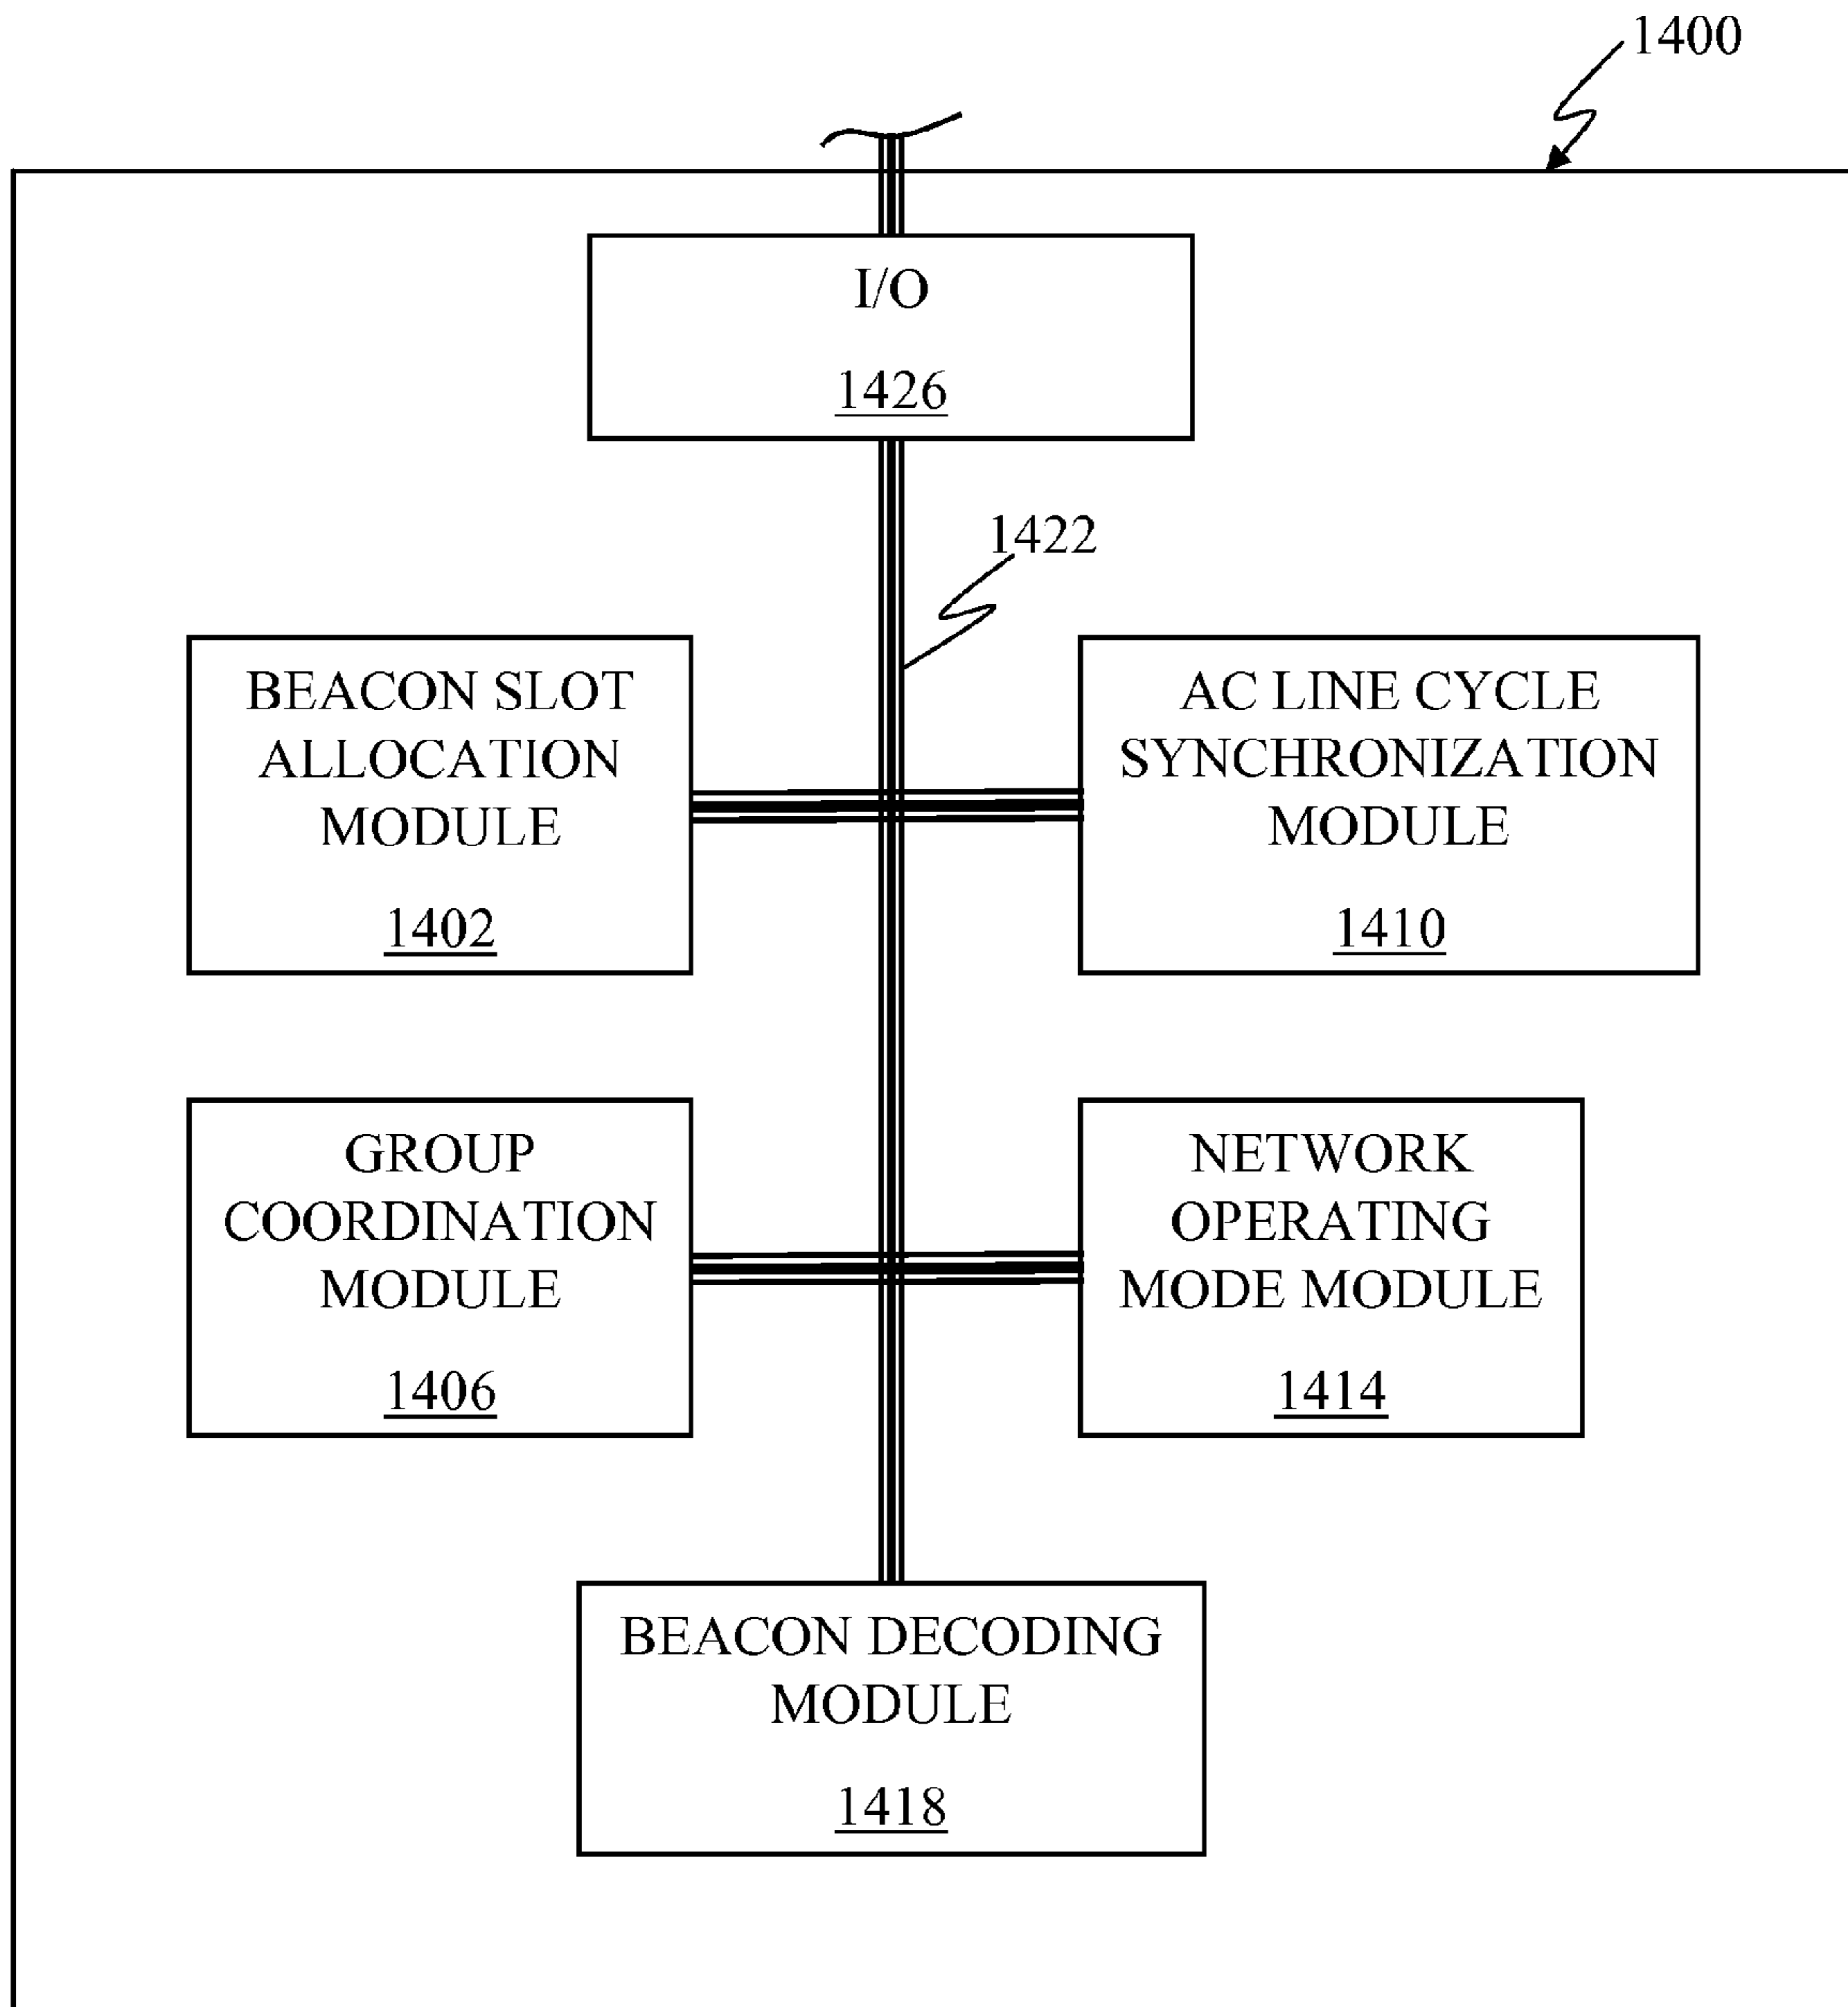 1400
I/O
1426
1422
BEACON SLOT
ALLOCATION
MODULE
1402
AC LINE CYCLE
SYNCHRONIZATION
MODULE
1410
GROUP
COORDINATION
MODULE
1406
NETWORK
OPERATING
MODE MODULE
1414
BEACON DECODING
MODULE
1418